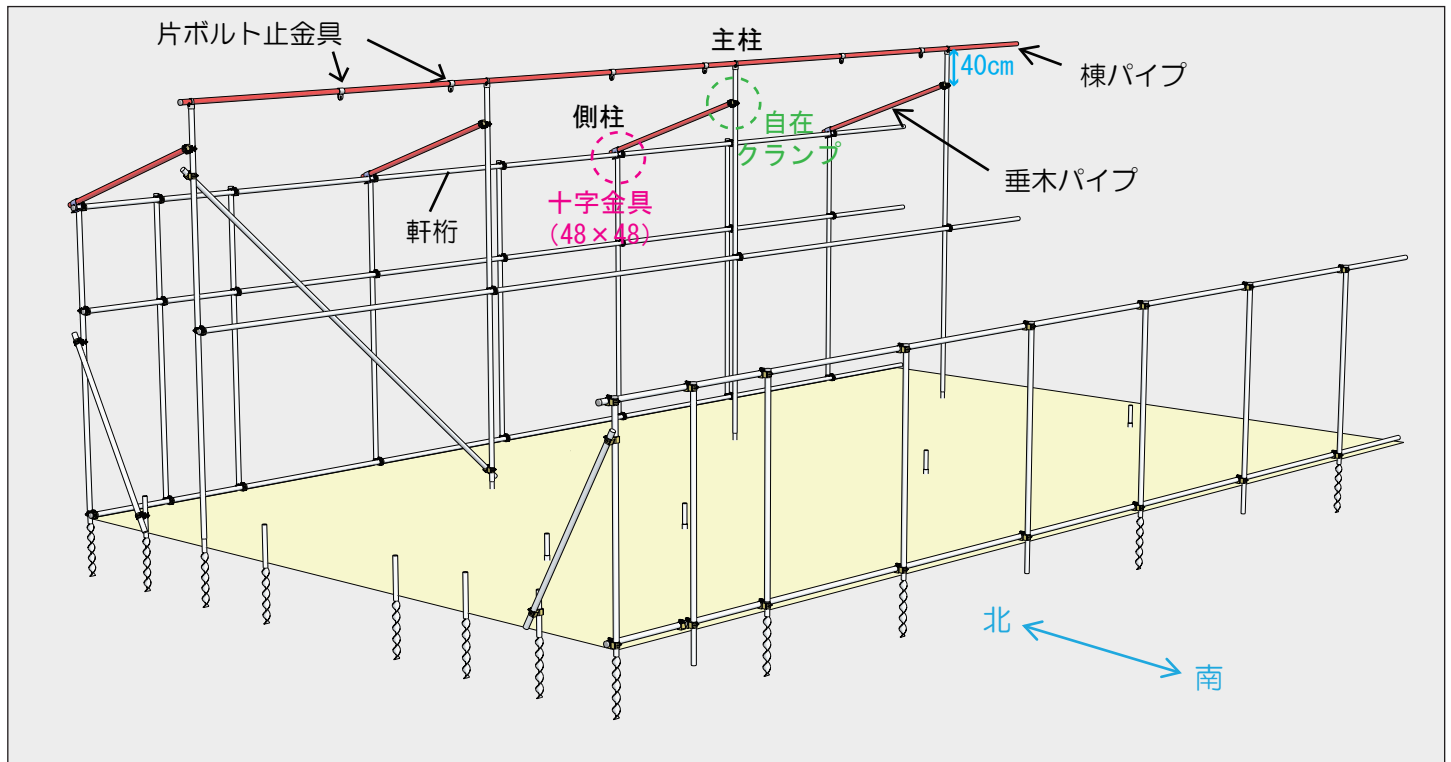 片ボルト止金具
主柱
40cm
棟パイプ
側柱
自在
クランプ
垂木パイプ
十字金具
(48×48)
軒桁
北
南